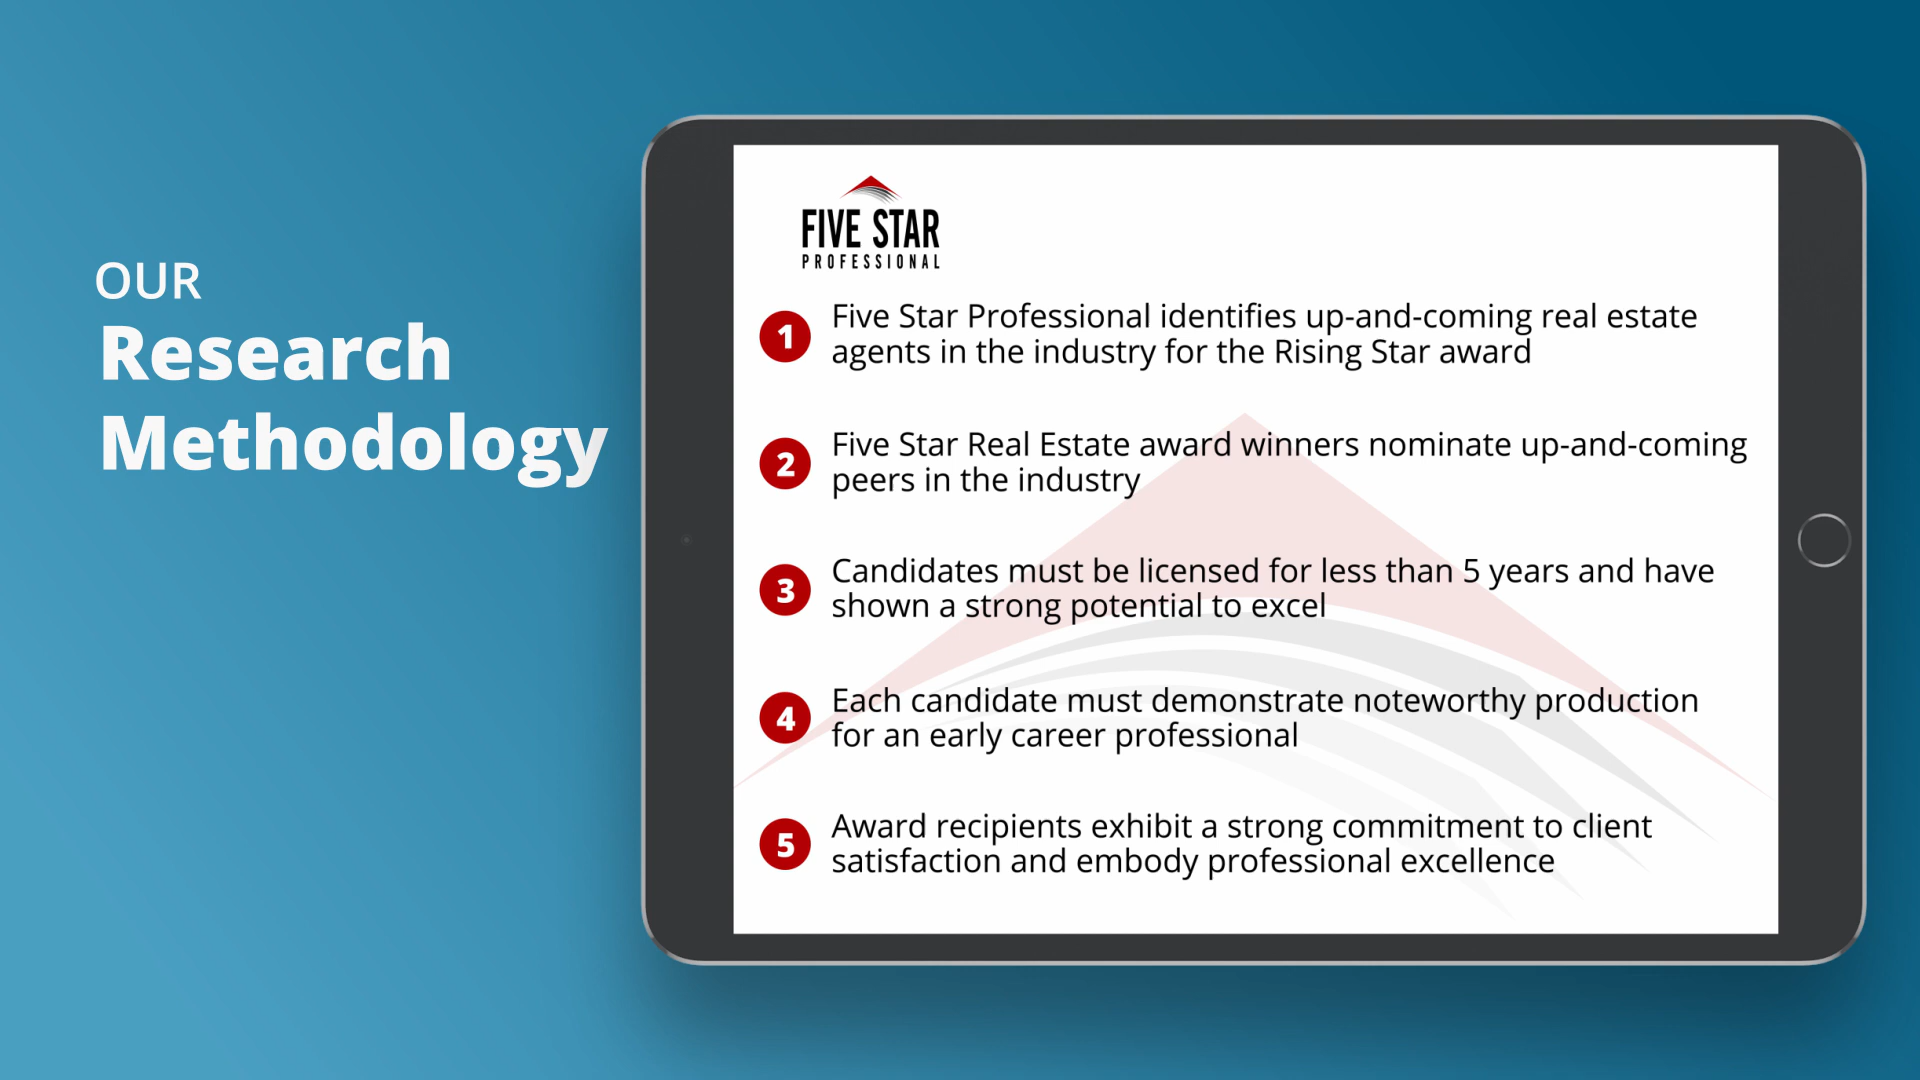 OUR
Research
Methodology
FIVE STAR
PROFESSIONAL
1
Five Star Professional identifies up-and-coming real estate
agents in the industry for the Rising Star award
2
Five Star Real Estate award winners nominate up-and-coming
peers in the industry
3
Candidates must be licensed for less than 5 years and have
shown a strong potential to excel
4
Each candidate must demonstrate noteworthy production
for an early career professional
5
Award recipients exhibit a strong commitment to client
satisfaction and embody professional excellence